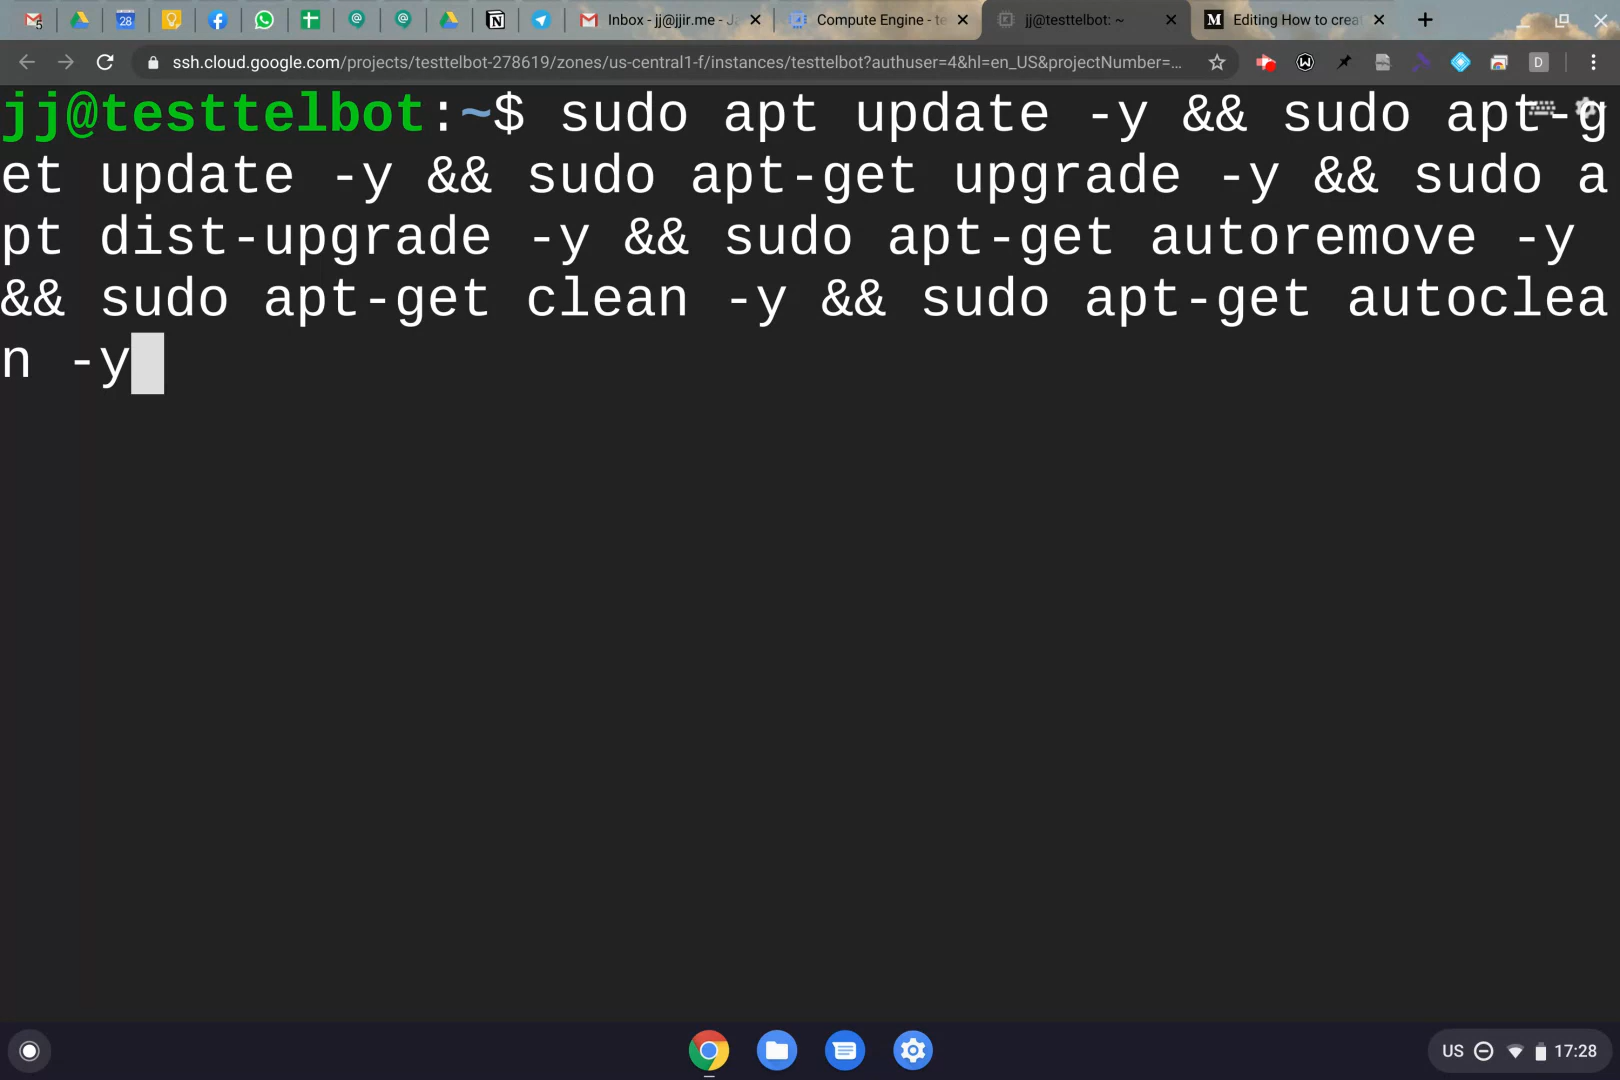 5
28
Inbox - jj@jjir.me - Ja
Compute Engine - te
jj@testtelbot: ~
M
Editing How to crea
ssh.cloud.google.com/projects/testtelbot-278619/zones/us-central1-f/instances/testtelbot?authuser=4&hl=en_US&projectNumber=...
D
jj@testtelbot:~$ sudo apt update -y && sudo apt-g
et update -y && sudo apt-get upgrade -y && sudo a
pt dist-upgrade -y && sudo apt-get autoremove -y
&& sudo apt-get clean -y && sudo apt-get autoclea
n -y
US
17:28